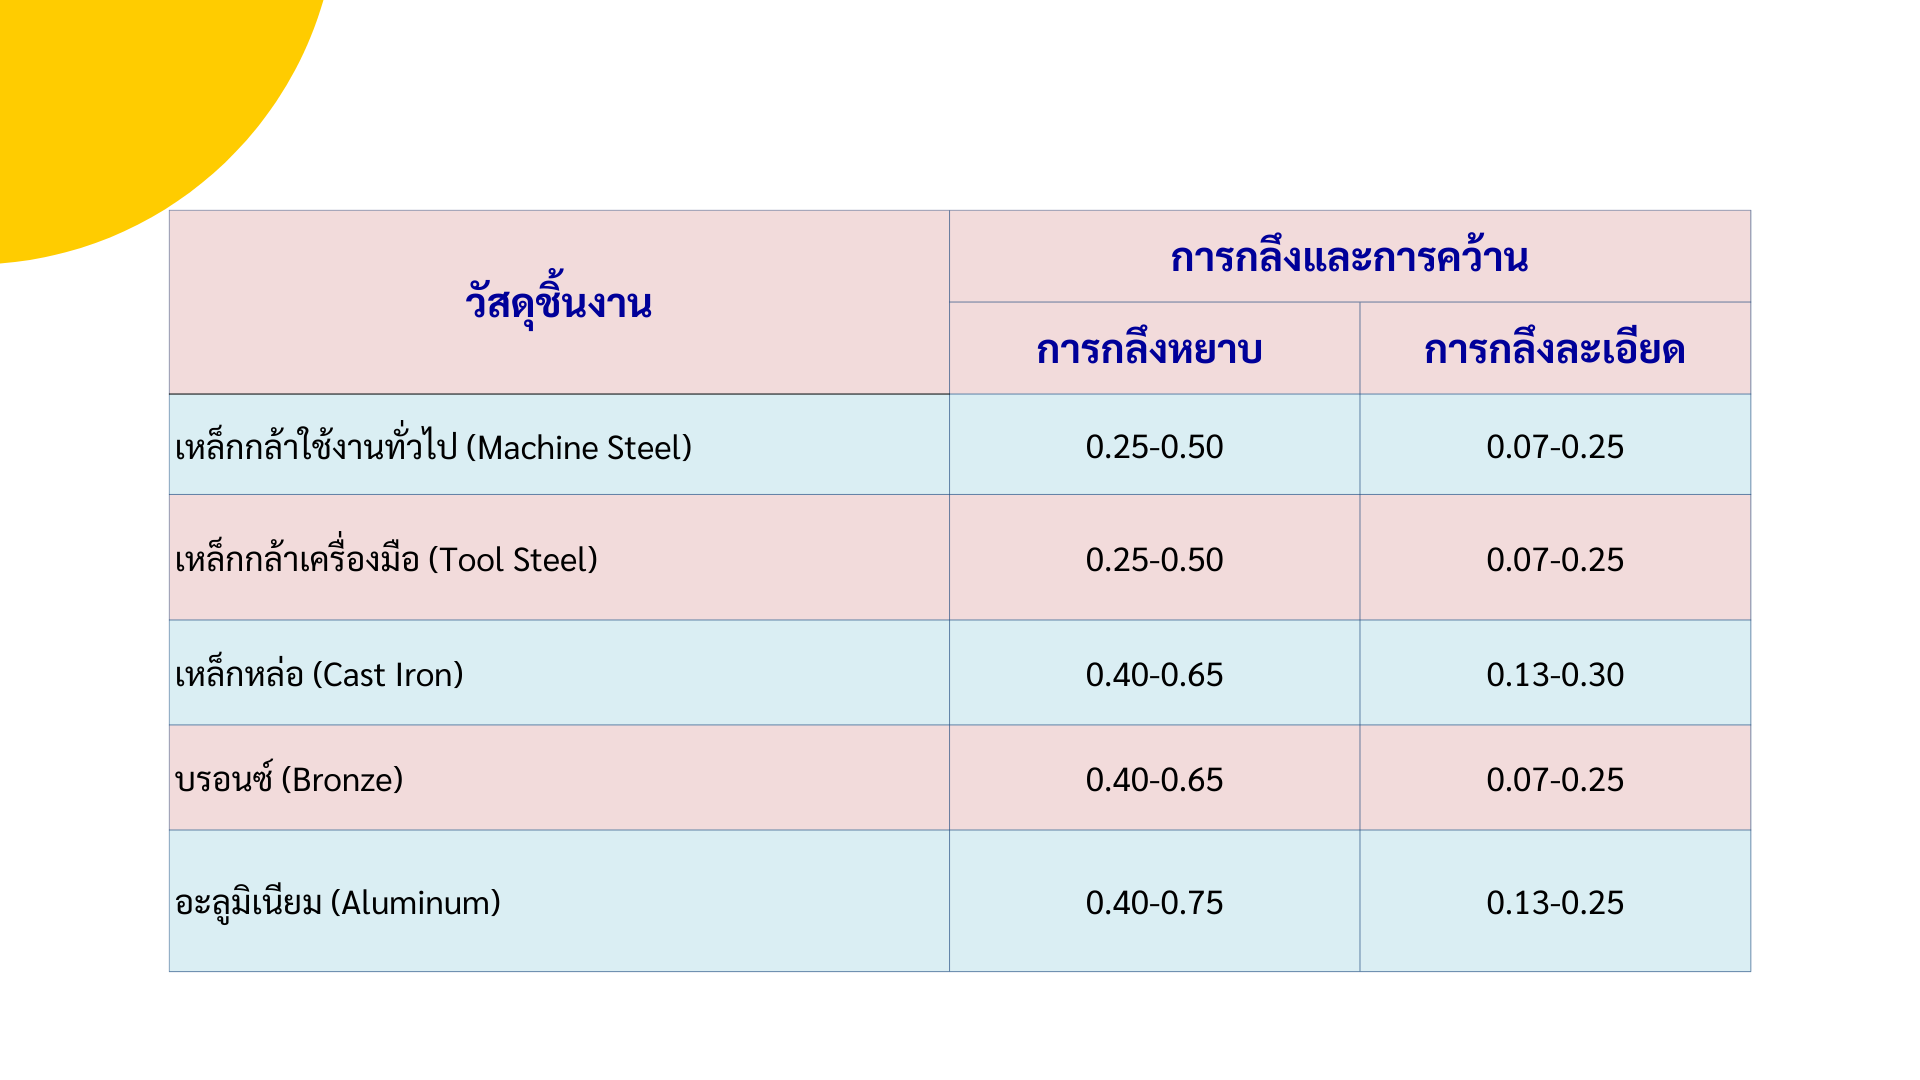 วัสดุชิ้นงาน
การกลึงและการคว้าน
การกลึงหยาบ
การกลึงละเอียด
เหล็กกล้าใช้งานทั่วไป (Machine Steel)
0.25-0.50
0.07-0.25
เหล็กกล้าเครื่องมือ (Tool Steel)
0.25-0.50
0.07-0.25
เหล็กหล่อ (Cast Iron)
0.40-0.65
0.13-0.30
บรอนซ์ (Bronze)
0.40-0.65
0.07-0.25
อะลูมิเนียม (Aluminum)
0.40-0.75
0.13-0.25